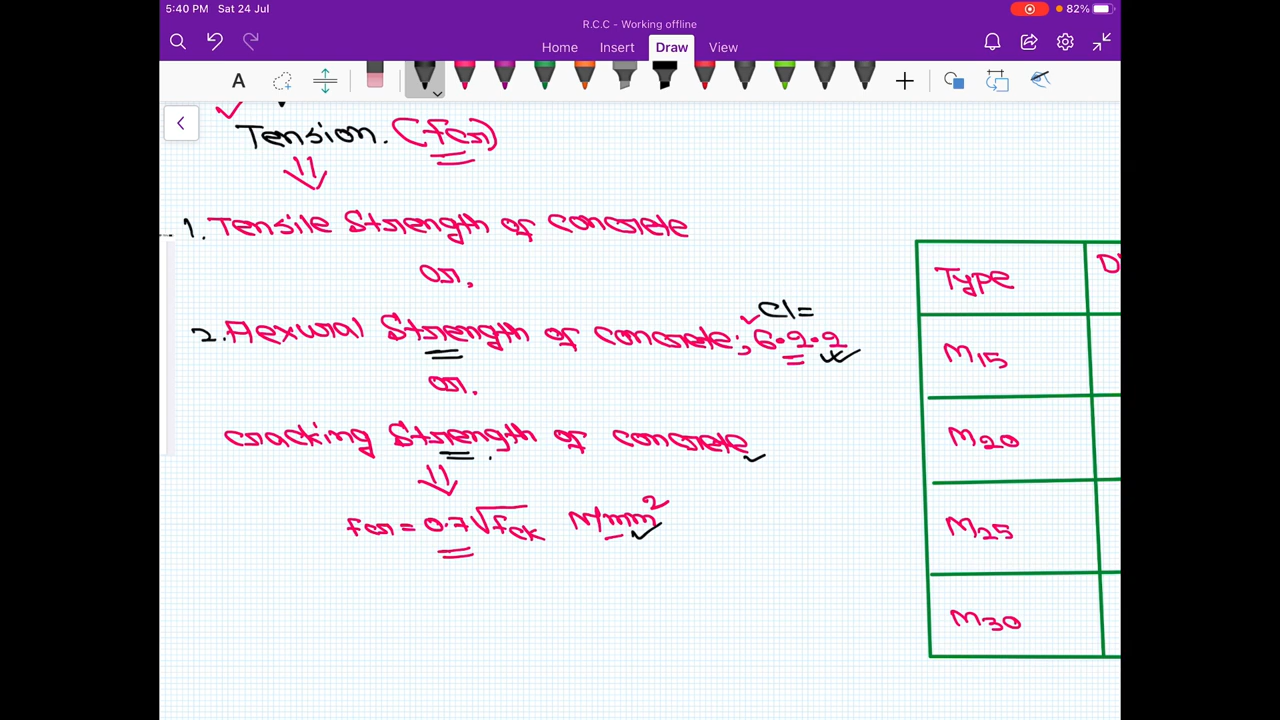 5:40 PM Sat 24 Jul
82%
R.C.C - Working offline
Home Insert Draw View
A
Tension. (fcr)
1. Tensile Strength of concrete
or.
Cl=
2. Flexural Strength of concrete; 6.2.2
or.
cracking Strength of concrete
fcr = 0.7√fck N/mm²
Type
M15
M20
M25
M30